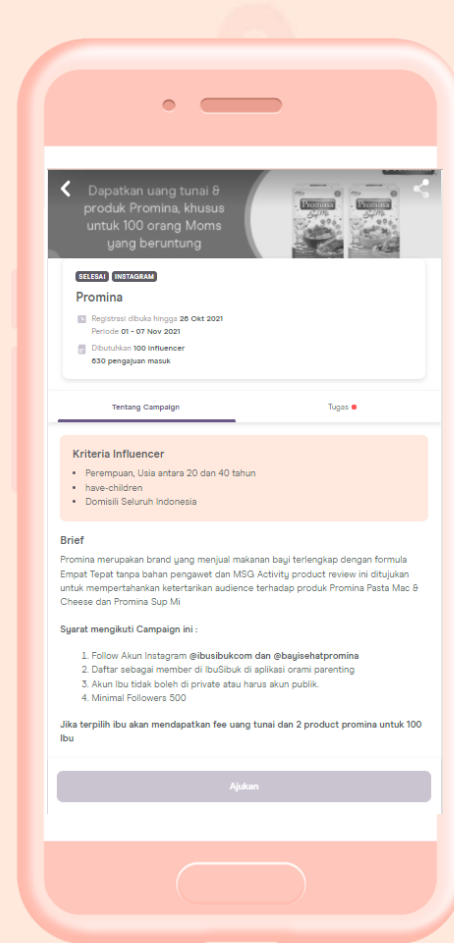 Dapatkan uang tunai &
produk Promina, khusus
untuk 100 orang Moms
yang beruntung
Promina
Promina
SELESAI INSTAGRAM
Promina
Registrasi dibuka hingga 26 Okt 2021
Periode 01 - 07 Nov 2021
Dibutuhkan 100 Influencer
630 pengajuan masuk
Tentang Campaign Tugas
Kriteria Influencer
• Perempuan, Usia antara 20 dan 40 tahun
• have-children
• Domisili Seluruh Indonesia
Brief
Promina merupakan brand yang menjual makanan bayi terlengkap dengan formula
Empat Tepat tanpa bahan pengawet dan MSG Activity product review ini ditujukan
untuk mempertahankan ketertarikan audience terhadap produk Promina Pasta Mac &
Cheese dan Promina Sup Mi
Syarat mengikuti Campaign ini :
1. Follow Akun Instagram @ibusibukcom dan @bayisehatpromina
2. Daftar sebagai member di IbuSibuk di aplikasi orami parenting
3. Akun Ibu tidak boleh di private atau harus akun publik.
4. Minimal Followers 500
Jika terpilih ibu akan mendapatkan fee uang tunai dan 2 product promina untuk 100
Ibu
Ajukan